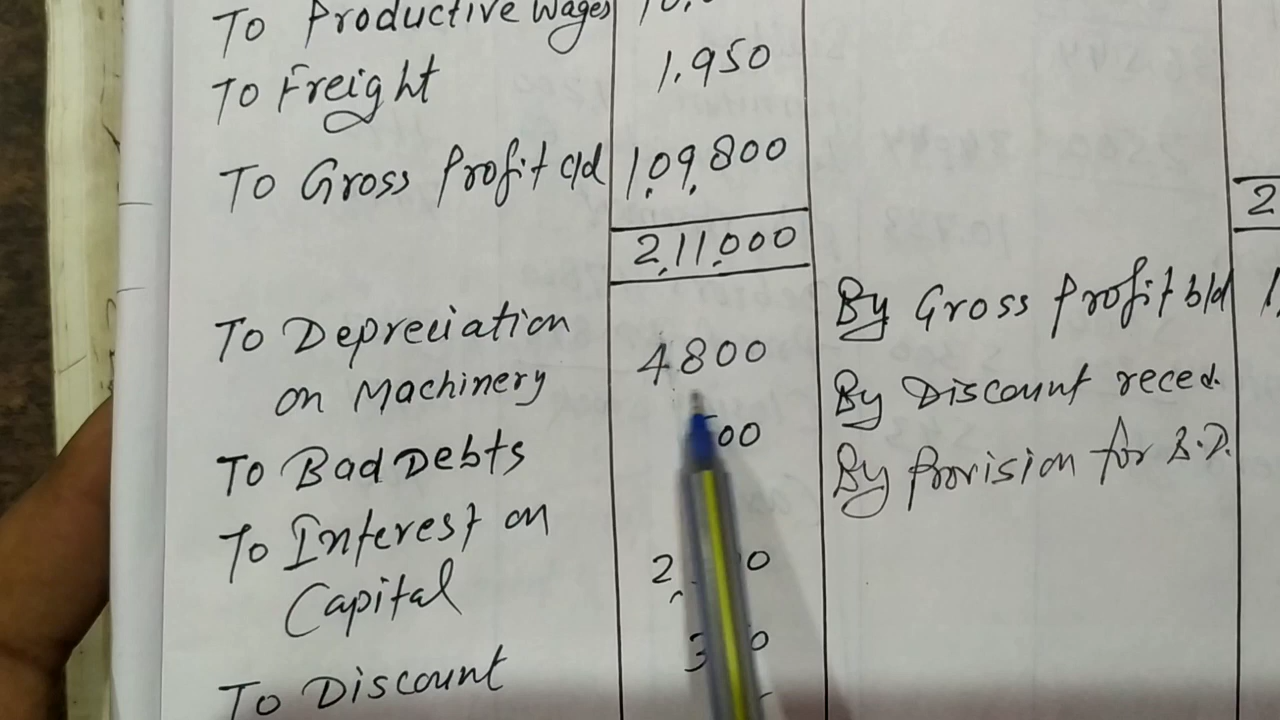 To Productive Wages
To Freight 1,950
To Gross Profit c/d 1,09,800
2,11,000
To Depreciation
on Machinery 4800
To Bad Debts
To Interest on
Capital
To Discount
By Gross Profit b/d
By Discount reced.
By Provision for B.D.